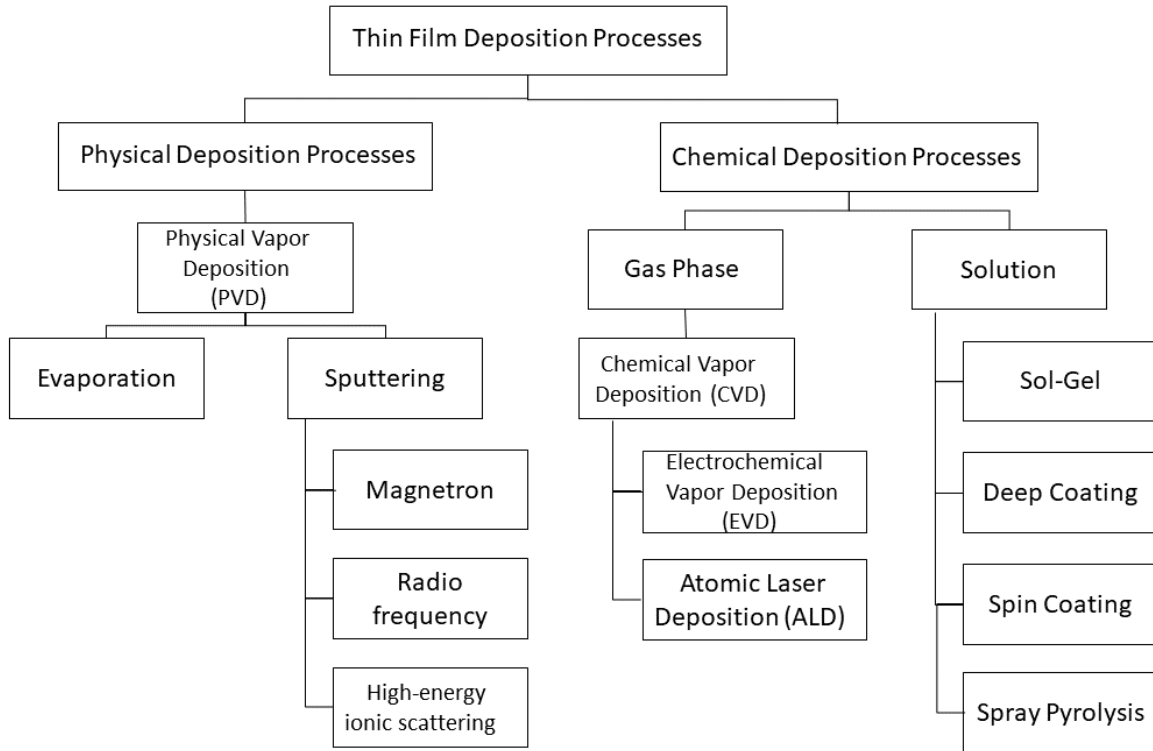 Thin Film Deposition Processes
Physical Deposition Processes
Chemical Deposition Processes
Physical Vapor
Deposition
(PVD)
Gas Phase
Solution
Evaporation
Sputtering
Chemical Vapor
Deposition (CVD)
Sol-Gel
Magnetron
Electrochemical
Vapor Deposition
(EVD)
Deep Coating
Radio
frequency
Atomic Laser
Deposition (ALD)
Spin Coating
High-energy
ionic scattering
Spray Pyrolysis